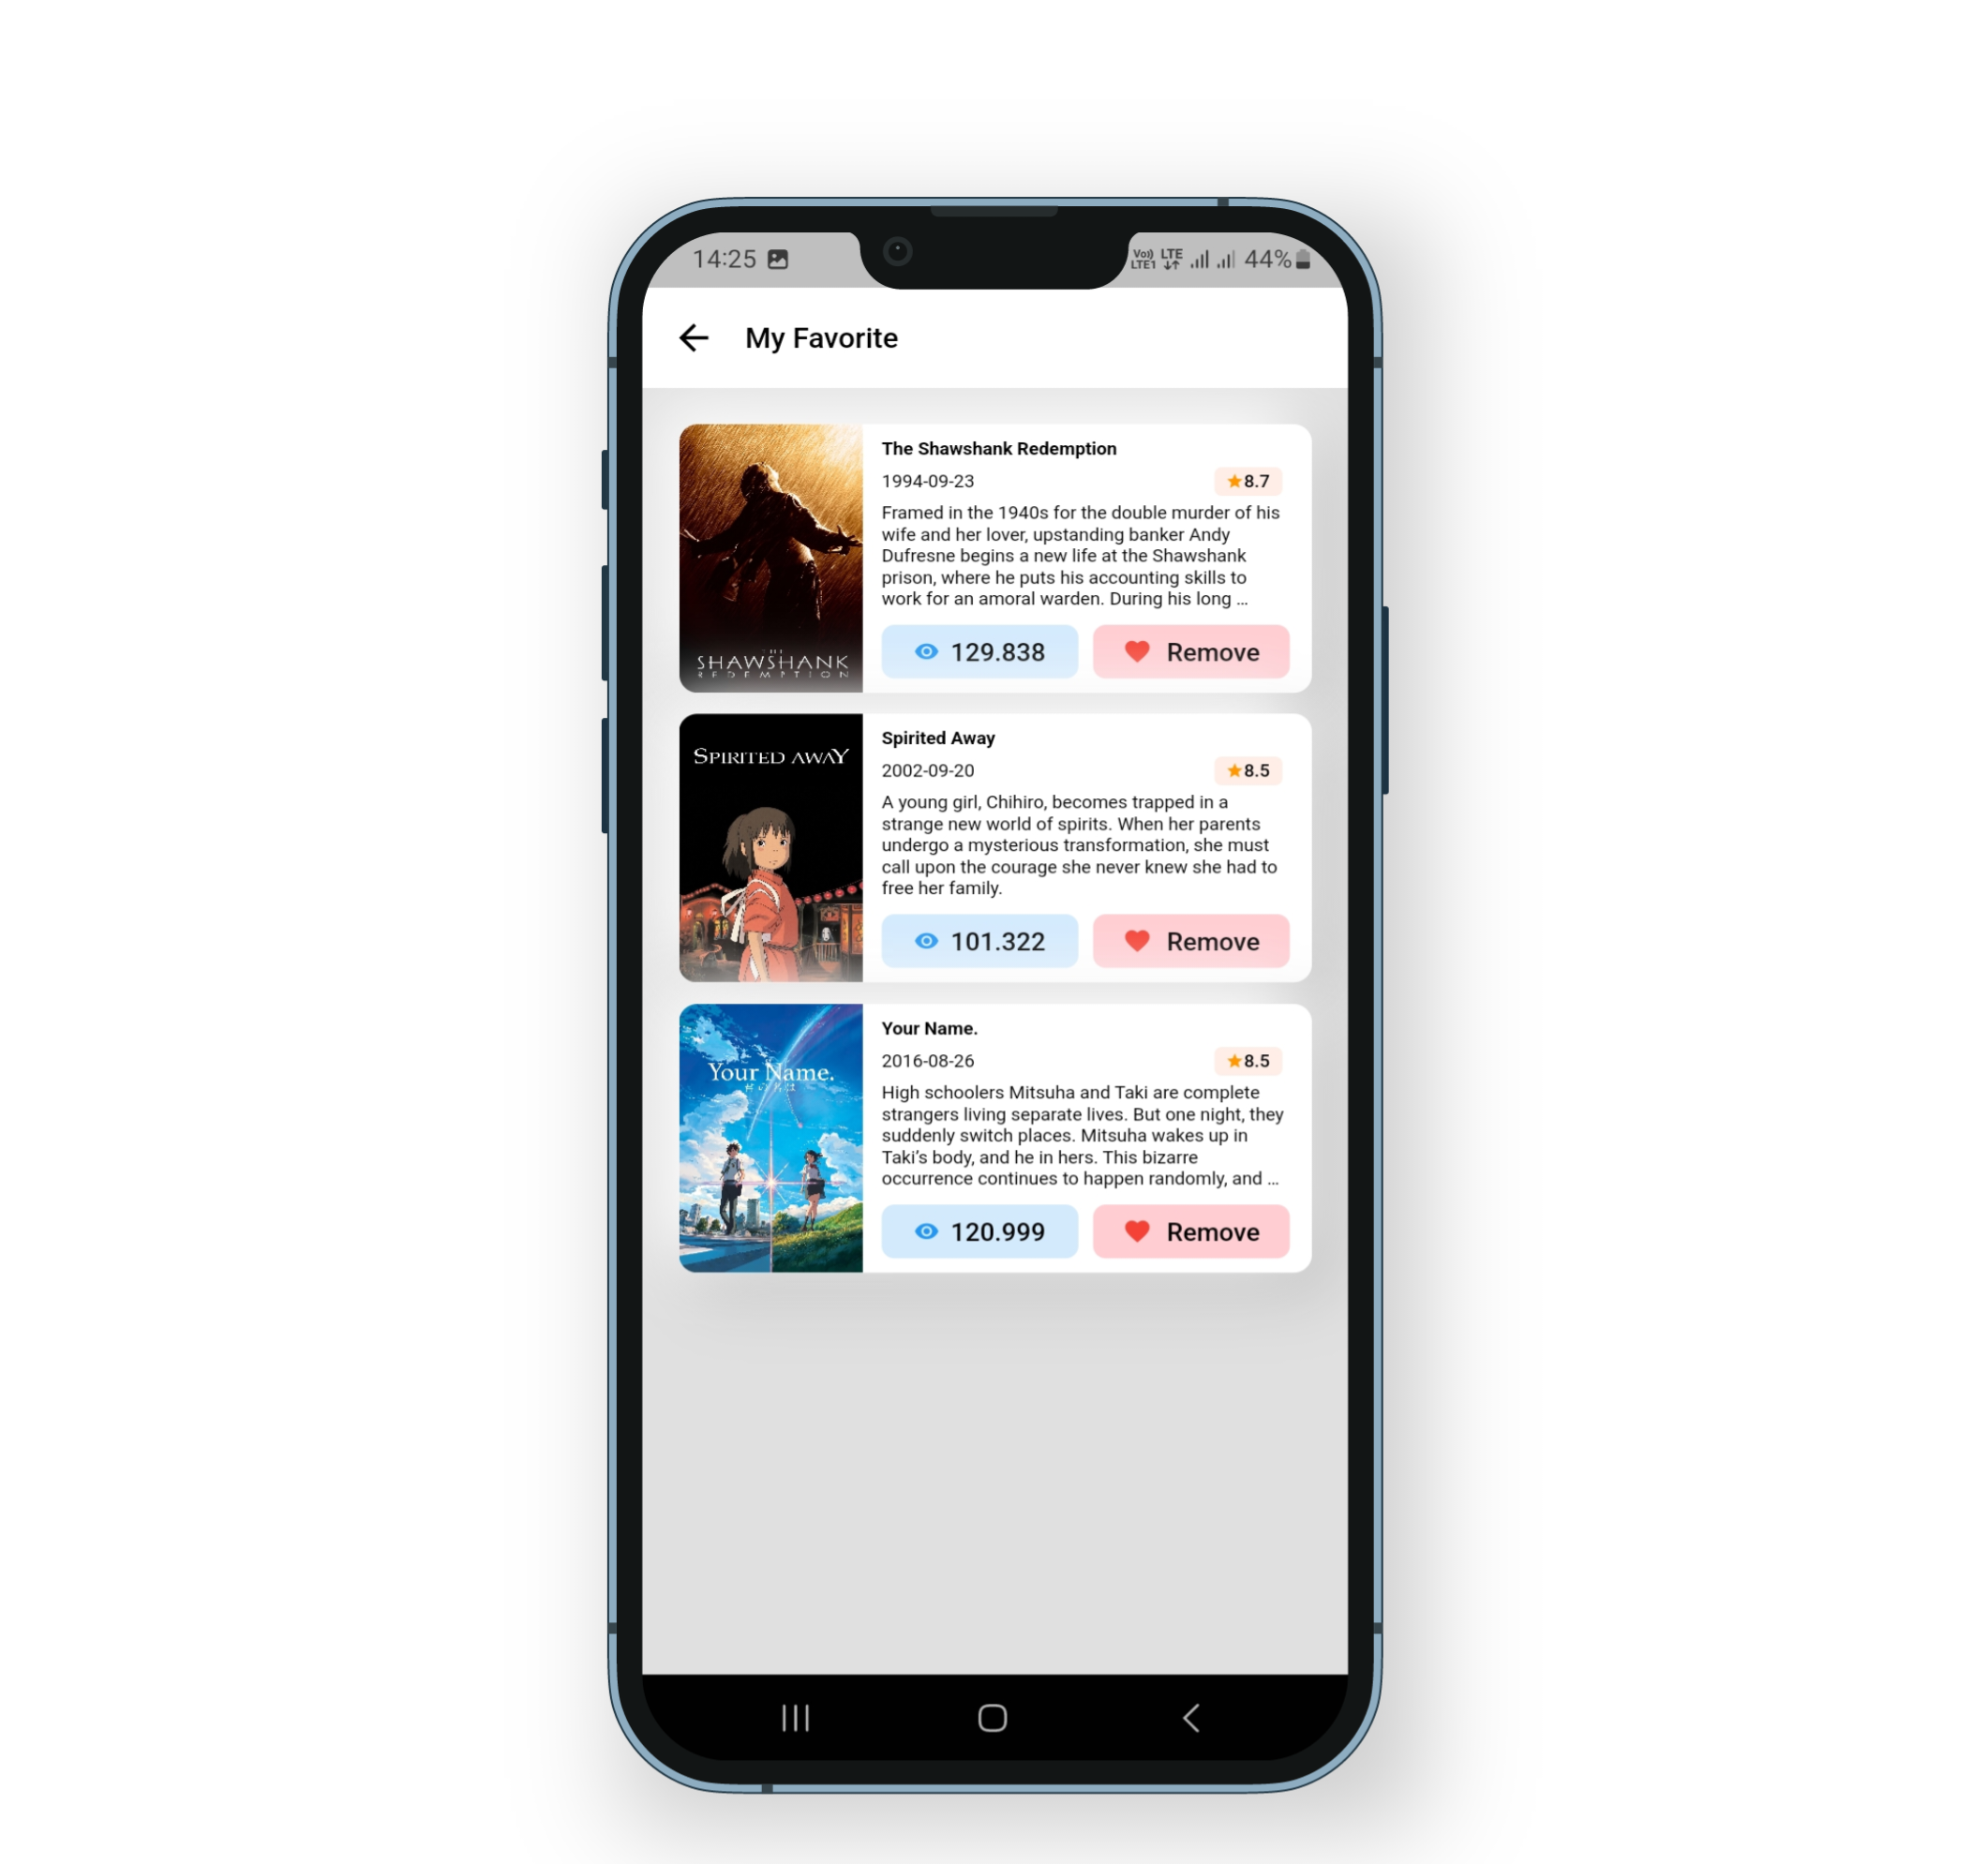 14:25
Vo)) LTE
LTE1
44%
My Favorite
THE
SHAWSHANK
REDEMPTION
The Shawshank Redemption
1994-09-23
8.7
Framed in the 1940s for the double murder of his
wife and her lover, upstanding banker Andy
Dufresne begins a new life at the Shawshank
prison, where he puts his accounting skills to
work for an amoral warden. During his long ...
129.838
Remove
SPIRITED AWAY
Spirited Away
2002-09-20
8.5
A young girl, Chihiro, becomes trapped in a
strange new world of spirits. When her parents
undergo a mysterious transformation, she must
call upon the courage she never knew she had to
free her family.
101.322
Remove
Your Name.
Your Name.
2016-08-26
8.5
High schoolers Mitsuha and Taki are complete
strangers living separate lives. But one night, they
suddenly switch places. Mitsuha wakes up in
Taki’s body, and he in hers. This bizarre
occurrence continues to happen randomly, and ...
120.999
Remove